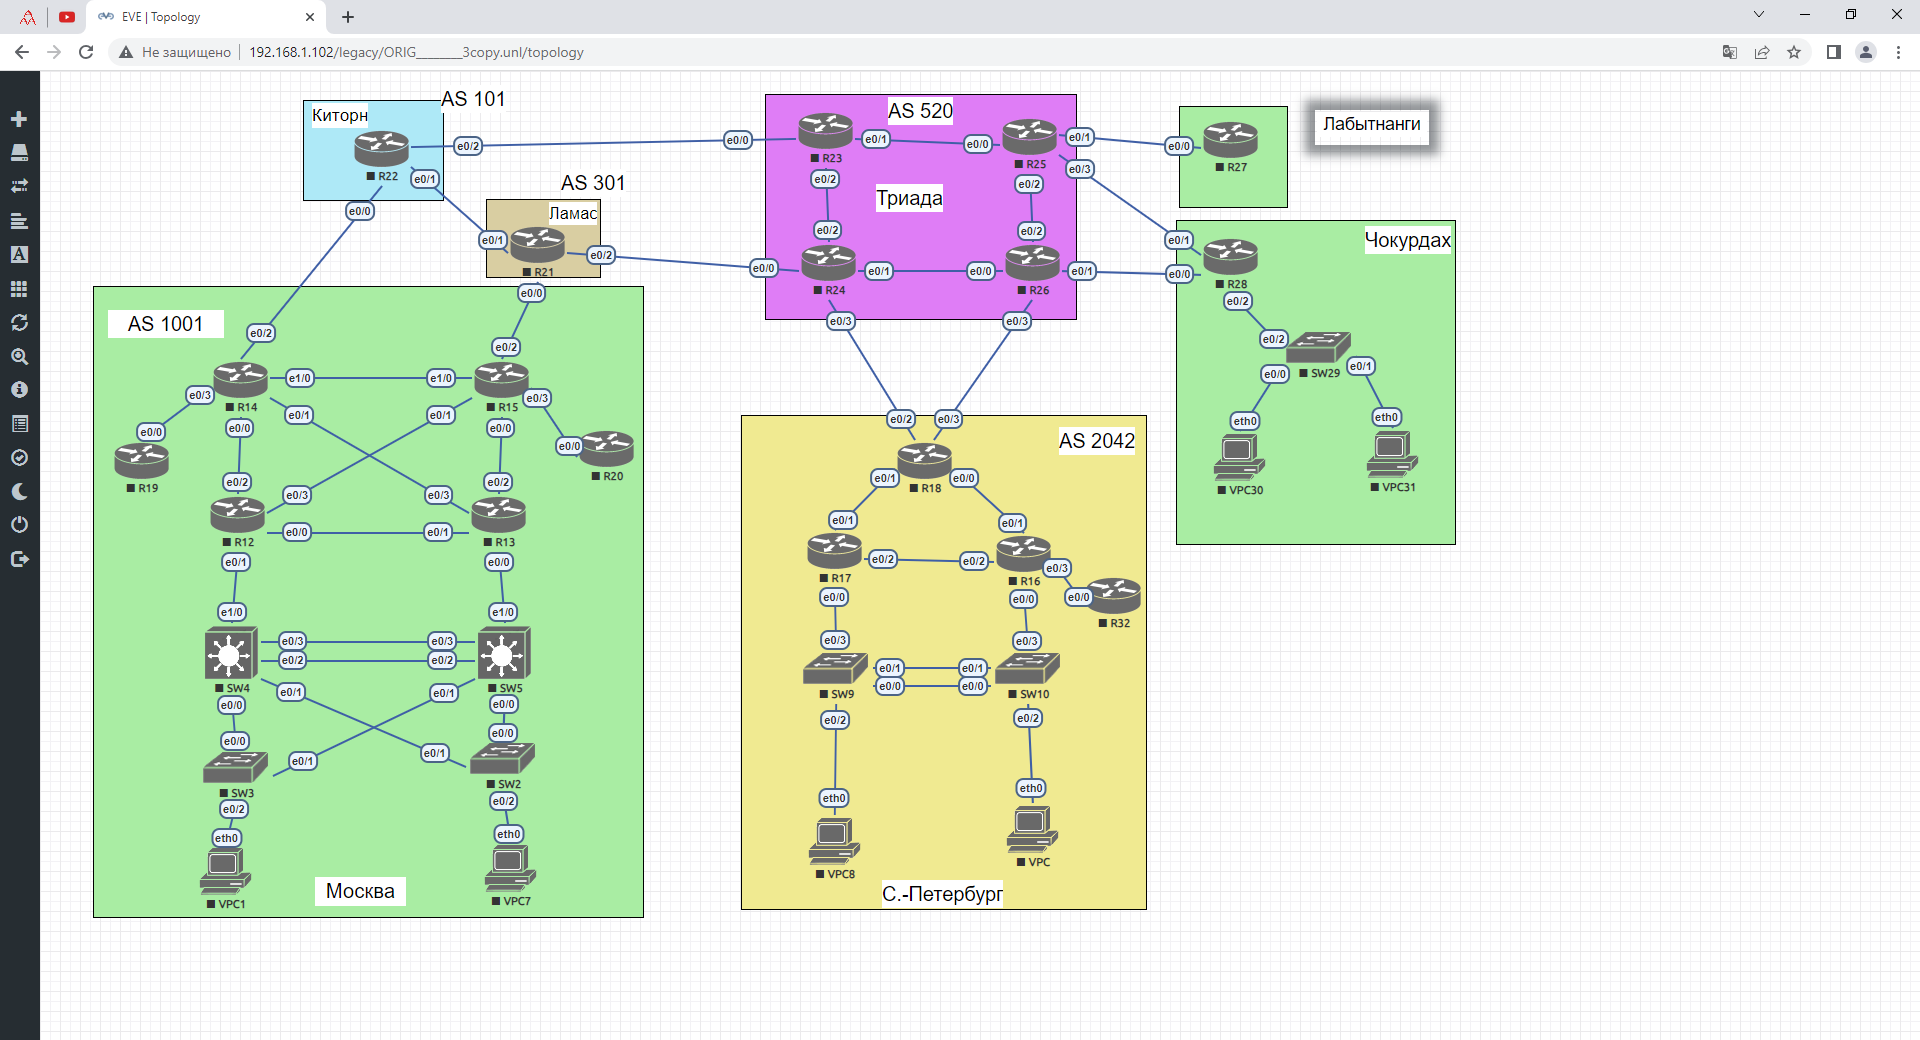 EVE | Topology
Не защищено
192.168.1.102/legacy/ORIG________3copy.unl/topology
AS 101
Киторн
R22
e0/2
e0/1
e0/0
AS 301
Ламас
R21
e0/1
e0/2
e0/0
AS 520
Триада
R23
e0/0
e0/1
e0/2
R25
e0/0
e0/1
e0/3
e0/2
R24
e0/2
e0/0
e0/1
e0/3
R26
e0/2
e0/0
e0/1
e0/3
R27
e0/0
Лабытнанги
Чокурдах
R28
e0/1
e0/0
e0/2
SW29
e0/2
e0/0
e0/1
eth0
VPC30
eth0
VPC31
AS 1001
R14
e0/2
e1/0
e0/3
e0/1
e0/0
R15
e0/2
e1/0
e0/3
e0/1
e0/0
R19
e0/0
R20
e0/0
R12
e0/2
e0/3
e0/0
e0/1
R13
e0/2
e0/3
e0/1
e0/0
SW4
e1/0
e0/3
e0/2
e0/1
e0/0
SW5
e1/0
e0/3
e0/2
e0/1
e0/0
SW3
e0/0
e0/1
e0/2
SW2
e0/0
e0/1
e0/2
eth0
VPC1
eth0
VPC7
Москва
AS 2042
R18
e0/2
e0/3
e0/1
e0/0
R17
e0/1
e0/2
e0/0
R16
e0/1
e0/2
e0/3
e0/0
R32
e0/0
SW9
e0/3
e0/1
e0/0
e0/2
SW10
e0/3
e0/1
e0/0
e0/2
eth0
VPC8
eth0
VPC
С.-Петербург